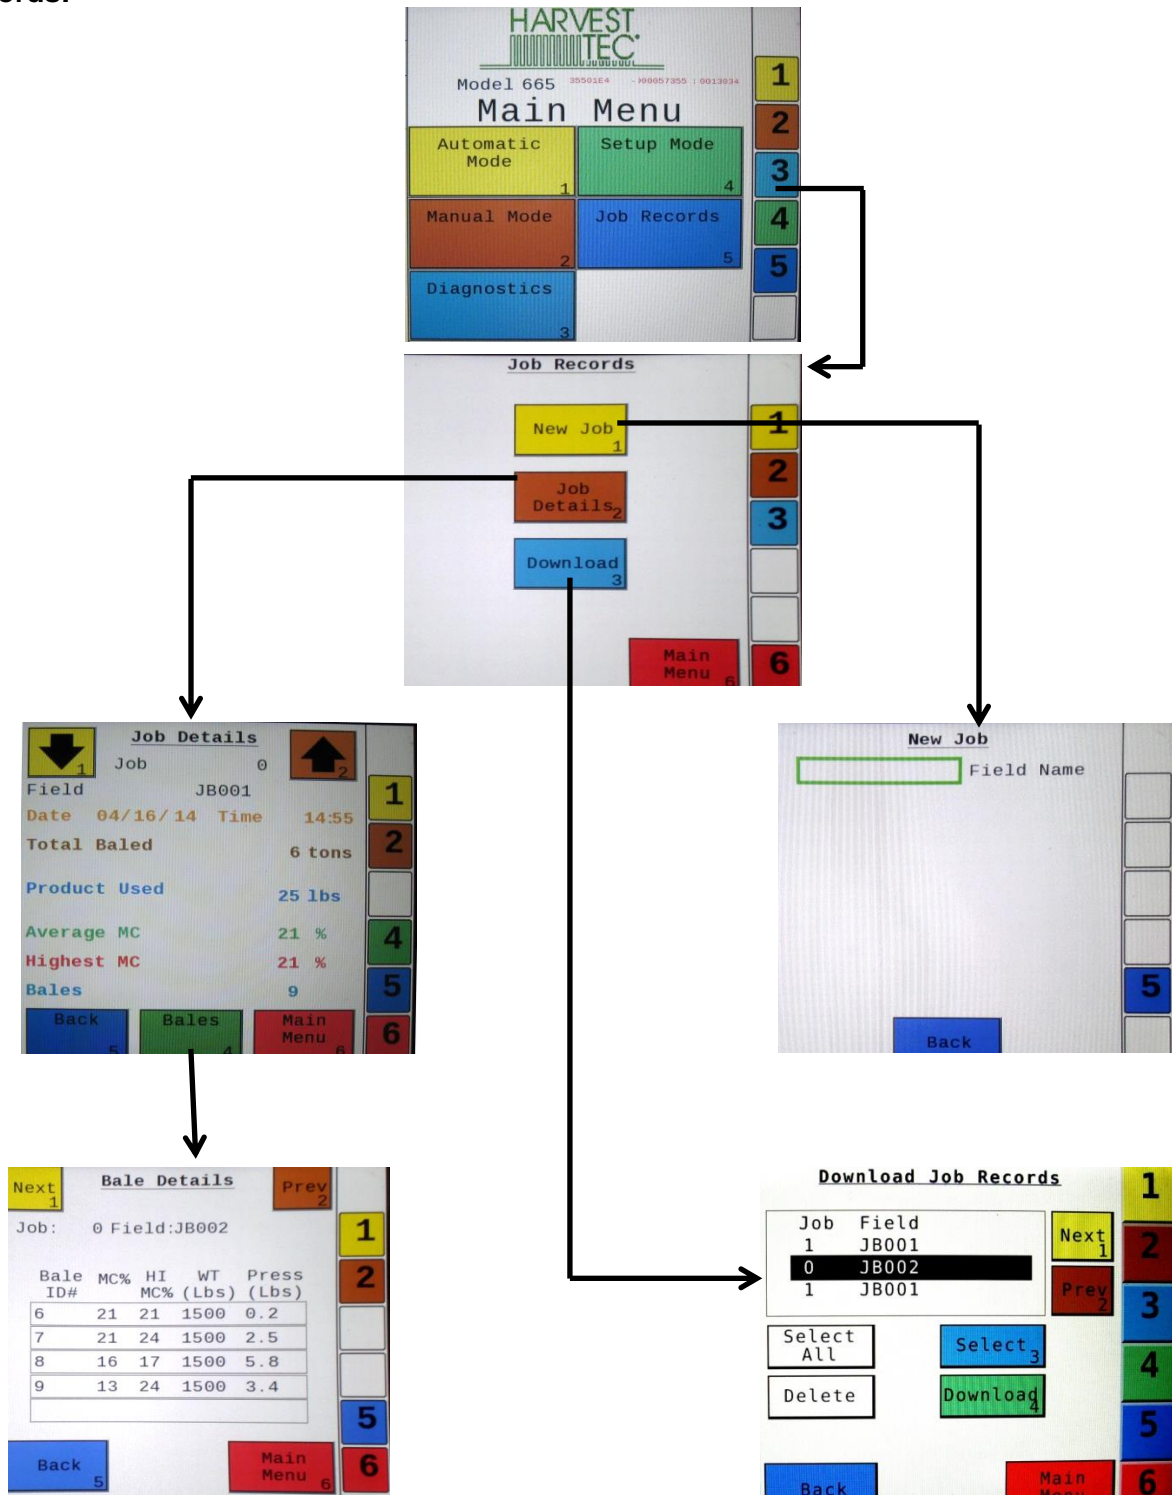 ords:
HARVEST
TEC
Model 665
Main Menu
Automatic Mode 1
Setup Mode 4
Manual Mode 2
Job Records 5
Diagnostics 3
1
2
3
4
5
Job Records
New Job 1
Job Details 2
Download 3
Main Menu 6
1
2
3
6
Job Details
1
2
Job 0
Field JB001
Date 04/16/14 Time 14:55
Total Baled 6 tons
Product Used 25 lbs
Average MC 21 %
Highest MC 21 %
Bales 9
Back 5
Bales 4
Main Menu 6
1
2
4
5
6
New Job
Field Name
Back
5
Next 1
Bale Details
Prev 2
Job: 0 Field:JB002
Bale ID# MC% HI MC% WT (Lbs) Press (Lbs)
6 21 21 1500 0.2
7 21 24 1500 2.5
8 16 17 1500 5.8
9 13 24 1500 3.4
Back 5
Main Menu 6
1
2
5
6
Download Job Records
Job Field
1 JB001
0 JB002
1 JB001
Next 1
Prev 2
Select All
Select 3
Delete
Download 4
Back
Main Menu
1
2
3
4
5
6